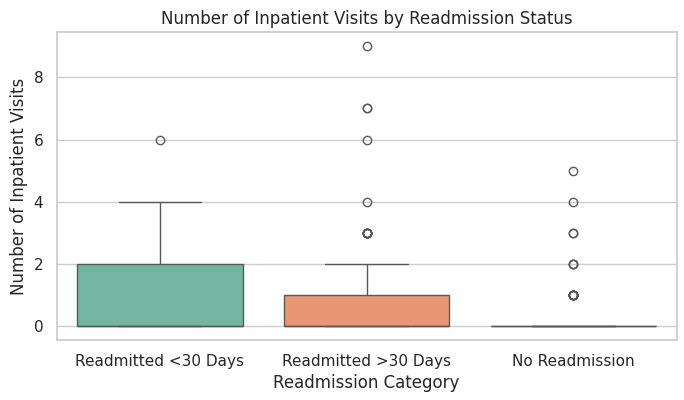 Number of Inpatient Visits by Readmission Status
Number of Inpatient Visits
8
6
4
2
0
Readmitted <30 Days
Readmitted >30 Days
No Readmission
Readmission Category